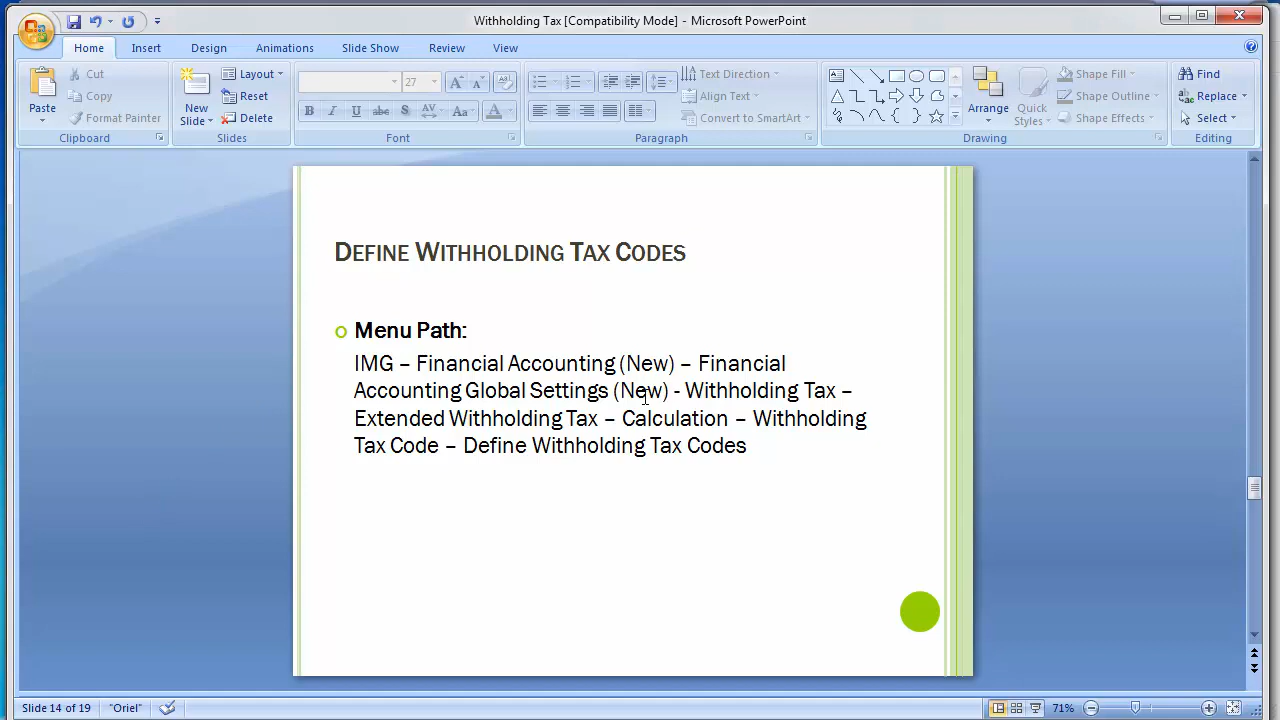 Withholding Tax [Compatibility Mode] - Microsoft PowerPoint
Home Insert Design Animations Slide Show Review View
Paste
Cut
Copy
Format Painter
Clipboard
New Slide
Layout
Reset
Delete
Slides
27
B I U abc AV Aa A
Font
Text Direction
Align Text
Convert to SmartArt
Paragraph
Arrange
Quick Styles
Shape Fill
Shape Outline
Shape Effects
Drawing
Find
Replace
Select
Editing
DEFINE WITHHOLDING TAX CODES
Menu Path:
IMG – Financial Accounting (New) – Financial
Accounting Global Settings (New) - Withholding Tax –
Extended Withholding Tax – Calculation – Withholding
Tax Code – Define Withholding Tax Codes
Slide 14 of 19 "Oriel" 71%